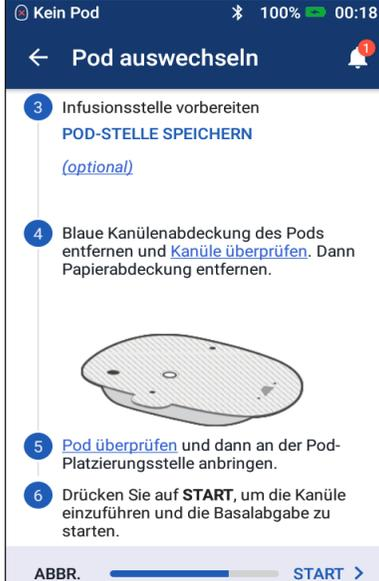 Kein Pod 100% 00:18
Pod auswechseln 1
3 Infusionsstelle vorbereiten
POD-STELLE SPEICHERN
(optional)
4 Blaue Kanülenabdeckung des Pods
entfernen und Kanüle überprüfen. Dann
Papierabdeckung entfernen.
5 Pod überprüfen und dann an der Pod-
Platzierungsstelle anbringen.
6 Drücken Sie auf START, um die Kanüle
einzuführen und die Basalabgabe zu
starten.
ABBR. START